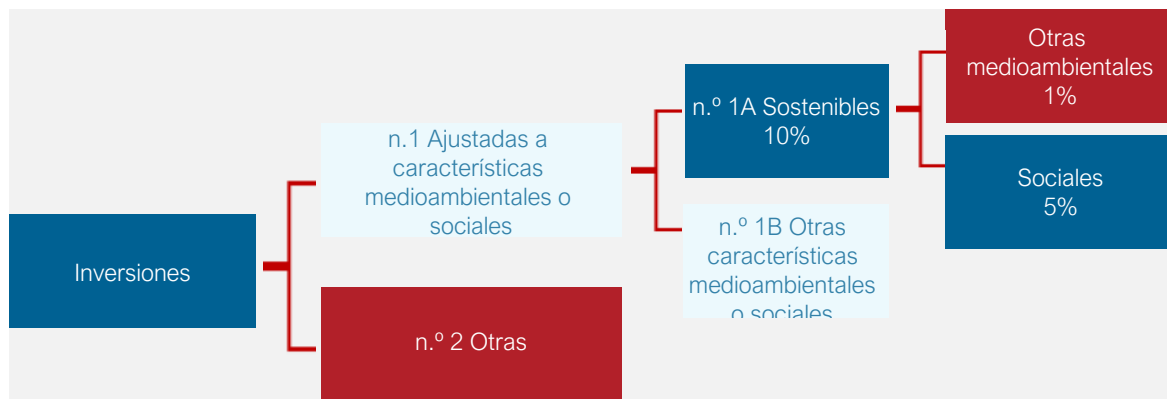 Inversiones
n.1 Ajustadas a
características
medioambientales o
sociales
n.º 2 Otras
n.º 1A Sostenibles
10%
n.º 1B Otras
características
medioambientales
o sociales
Otras
medioambientales
1%
Sociales
5%